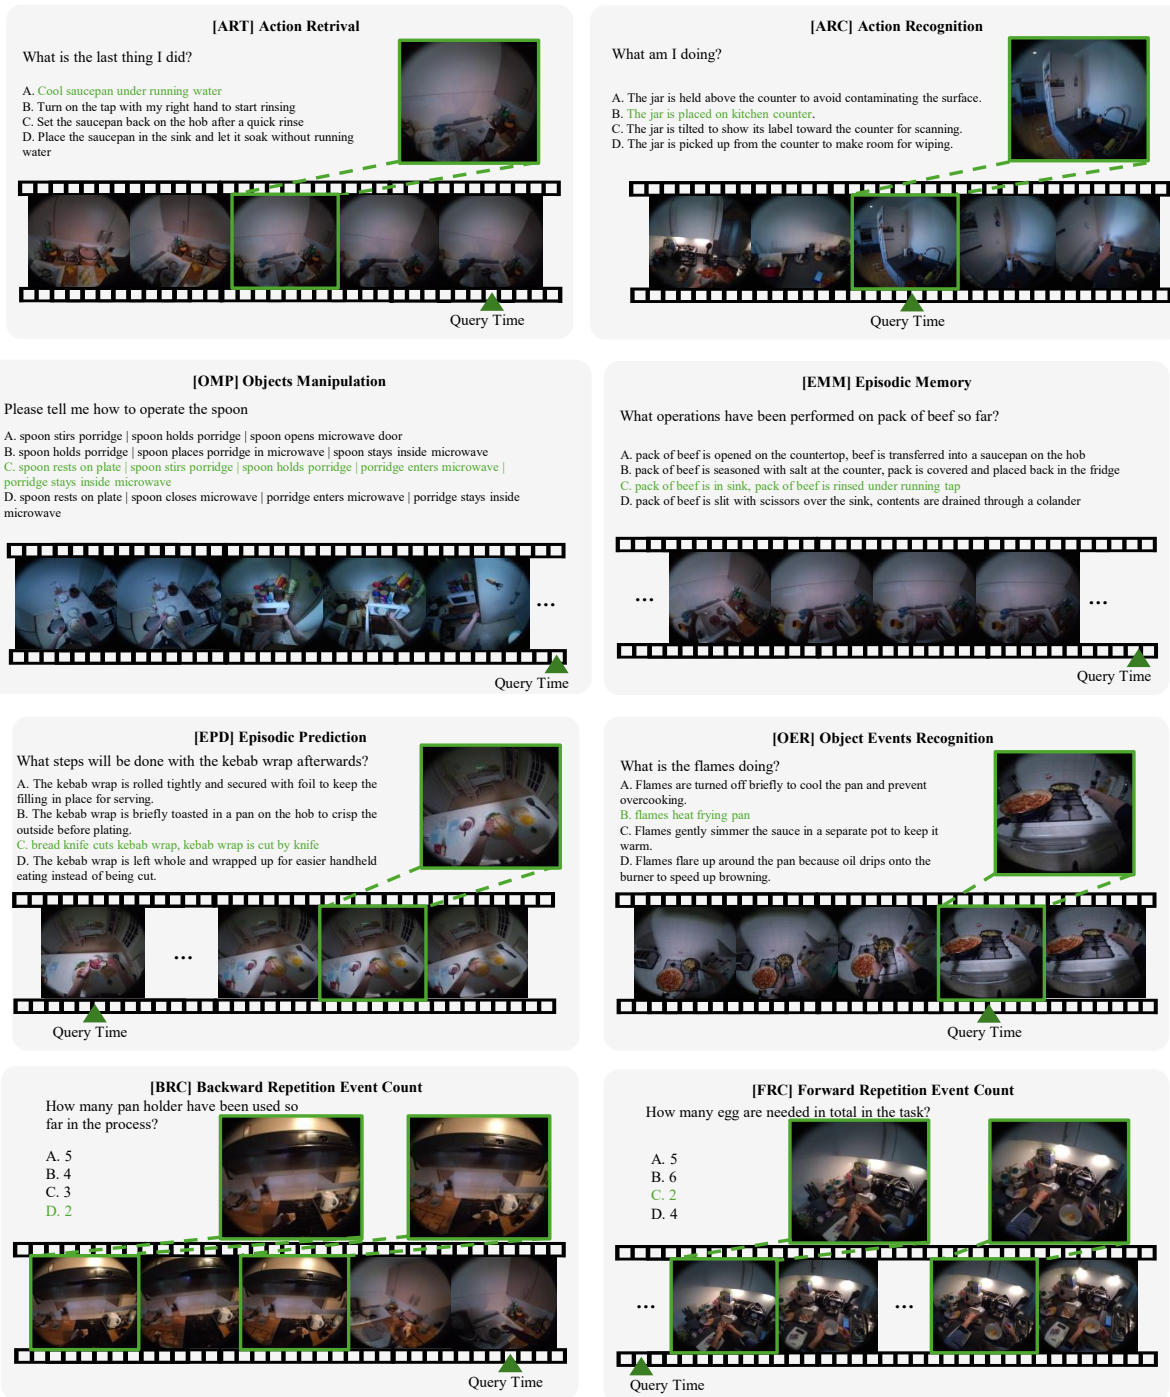 [ART] Action Retrival
What is the last thing I did?
A. Cool saucepan under running water
B. Turn on the tap with my right hand to start rinsing
C. Set the saucepan back on the hob after a quick rinse
D. Place the saucepan in the sink and let it soak without running
water
Query Time
[ARC] Action Recognition
What am I doing?
A. The jar is held above the counter to avoid contaminating the surface.
B. The jar is placed on kitchen counter.
C. The jar is tilted to show its label toward the counter for scanning.
D. The jar is picked up from the counter to make room for wiping.
Query Time
[OMP] Objects Manipulation
Please tell me how to operate the spoon
A. spoon stirs porridge | spoon holds porridge | spoon opens microwave door
B. spoon holds porridge | spoon places porridge in microwave | spoon stays inside microwave
C. spoon rests on plate | spoon stirs porridge | spoon holds porridge | porridge enters microwave |
porridge stays inside microwave
D. spoon rests on plate | spoon closes microwave | porridge enters microwave | porridge stays inside
microwave
...
Query Time
[EMM] Episodic Memory
What operations have been performed on pack of beef so far?
A. pack of beef is opened on the countertop, beef is transferred into a saucepan on the hob
B. pack of beef is seasoned with salt at the counter, pack is covered and placed back in the fridge
C. pack of beef is in sink, pack of beef is rinsed under running tap
D. pack of beef is slit with scissors over the sink, contents are drained through a colander
...
...
Query Time
[EPD] Episodic Prediction
What steps will be done with the kebab wrap afterwards?
A. The kebab wrap is rolled tightly and secured with foil to keep the
filling in place for serving.
B. The kebab wrap is briefly toasted in a pan on the hob to crisp the
outside before plating.
C. bread knife cuts kebab wrap, kebab wrap is cut by knife
D. The kebab wrap is left whole and wrapped up for easier handheld
eating instead of being cut.
...
Query Time
[OER] Object Events Recognition
What is the flames doing?
A. Flames are turned off briefly to cool the pan and prevent
overcooking.
B. flames heat frying pan
C. Flames gently simmer the sauce in a separate pot to keep it
warm.
D. Flames flare up around the pan because oil drips onto the
burner to speed up browning.
Query Time
[BRC] Backward Repetition Event Count
How many pan holder have been used so
far in the process?
A. 5
B. 4
C. 3
D. 2
Query Time
[FRC] Forward Repetition Event Count
How many egg are needed in total in the task?
A. 5
B. 6
C. 2
D. 4
...
...
Query Time